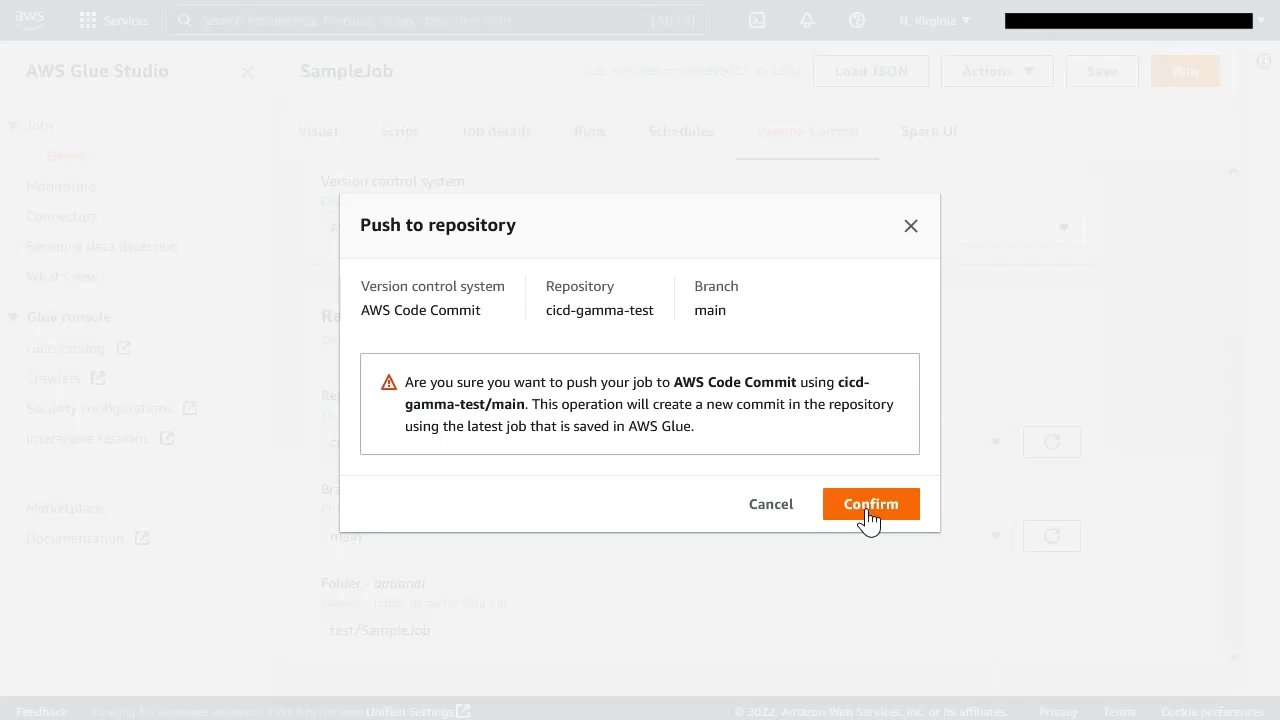 aws
Services
N. Virginia
AWS Glue Studio
SampleJob
Load JSON
Actions
Save
Run
Jobs
Visual
Script
Job details
Runs
Schedules
Version Control
Spark UI
Monitoring
Connectors
Sensitive data detection
What's new
Version control system
Push to repository
Version control system
Repository
Branch
AWS Code Commit
cicd-gamma-test
main
Are you sure you want to push your job to AWS Code Commit using cicd-
gamma-test/main. This operation will create a new commit in the repository
using the latest job that is saved in AWS Glue.
Cancel
Confirm
Glue console
Crawlers
Security configurations
Interactive Sessions
Marketplace
Documentation
main
Folder - optional
test/SampleJob
Feedback
Unified Settings
© 2022, Amazon Web Services, Inc. or its affiliates.
Privacy
Terms
Cookie preferences